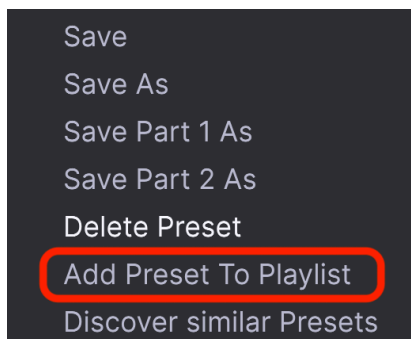 Save
Save As
Save Part 1 As
Save Part 2 As
Delete Preset
Add Preset To Playlist
Discover similar Presets